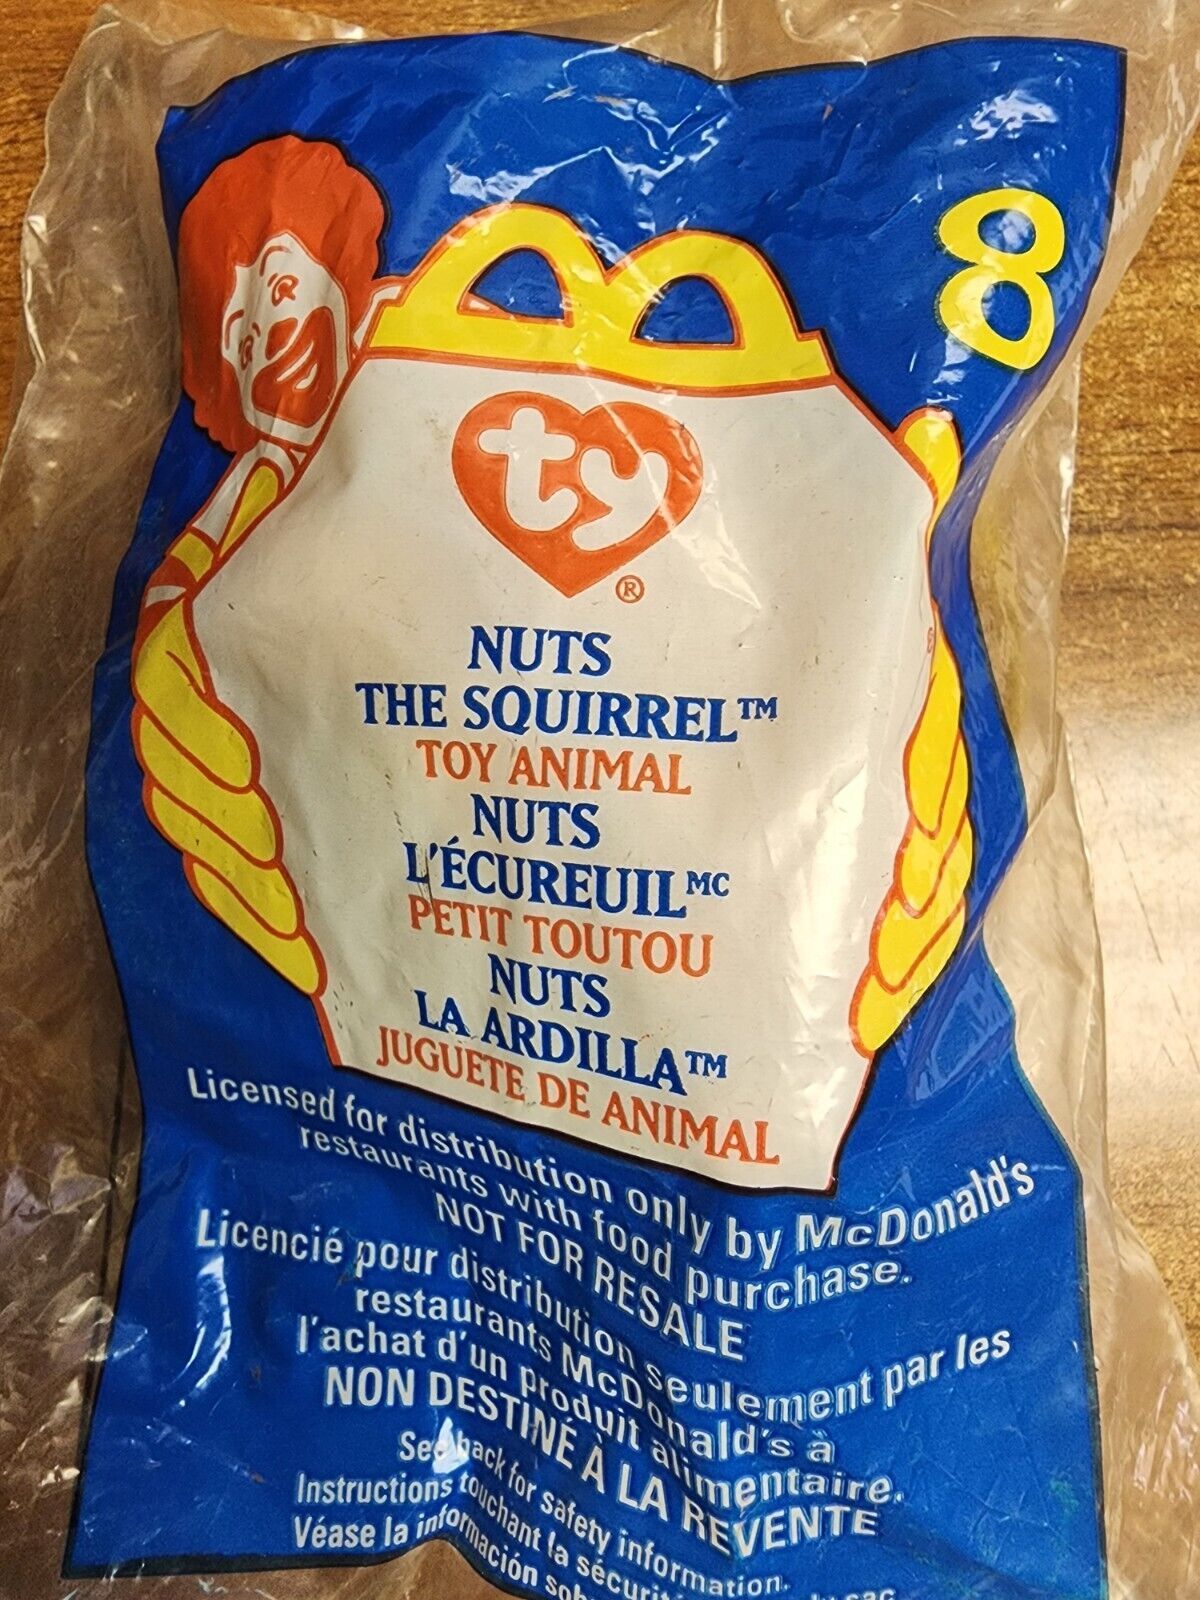 8
ty
®
NUTS
THE SQUIRREL™
TOY ANIMAL
NUTS
L'ÉCUREUIL MC
PETIT TOUTOU
NUTS
LA ARDILLA™
JUGUETE DE ANIMAL
Licensed for distribution only by McDonald's
restaurants with food purchase.
NOT FOR RESALE
Licencié pour distribution seulement par les
restaurants McDonald's à
l'achat d'un produit alimentaire.
NON DESTINÉ À LA REVENTE
See back for safety information.
Instructions touchant la sécurité sac
Véase la información